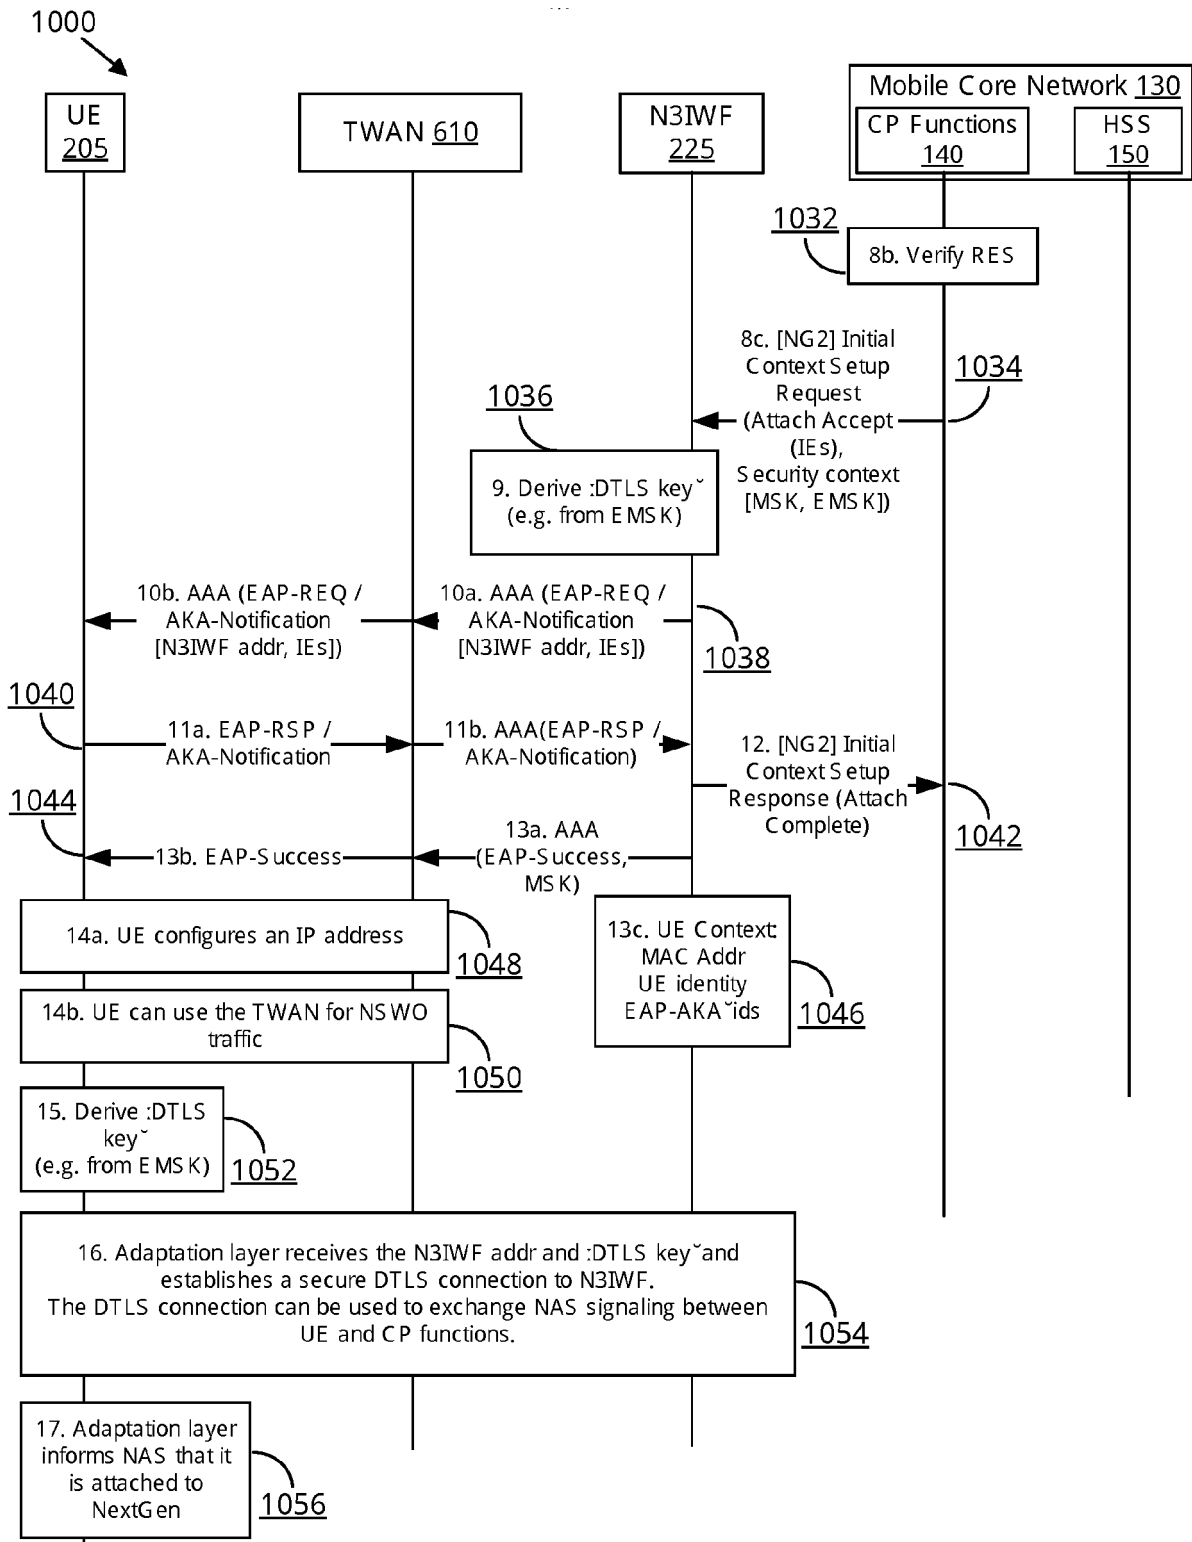 ...
1000
Mobile Core Network 130
UE
205
TWAN 610
N3IWF
225
CP Functions
140
HSS
150
1032
8b. Verify RES
8c. [NG2] Initial
Context Setup
Request
(Attach Accept
(IEs),
Security context
[MSK, EMSK])
1034
1036
9. Derive :DTLS key˘
(e.g. from EMSK)
10b. AAA (EAP-REQ /
AKA-Notification
[N3IWF addr, IEs])
10a. AAA (EAP-REQ /
AKA-Notification
[N3IWF addr, IEs])
1038
1040
11a. EAP-RSP /
AKA-Notification
11b. AAA(EAP-RSP /
AKA-Notification)
12. [NG2] Initial
Context Setup
Response (Attach
Complete)
1042
1044
13b. EAP-Success
13a. AAA
(EAP-Success,
MSK)
14a. UE configures an IP address
1048
13c. UE Context:
MAC Addr
UE identity
EAP-AKA˘ids
1046
14b. UE can use the TWAN for NSWO
traffic
1050
15. Derive :DTLS
key˘
(e.g. from EMSK)
1052
16. Adaptation layer receives the N3IWF addr and :DTLS key˘and
establishes a secure DTLS connection to N3IWF.
The DTLS connection can be used to exchange NAS signaling between
UE and CP functions.
1054
17. Adaptation layer
informs NAS that it
is attached to
NextGen
1056